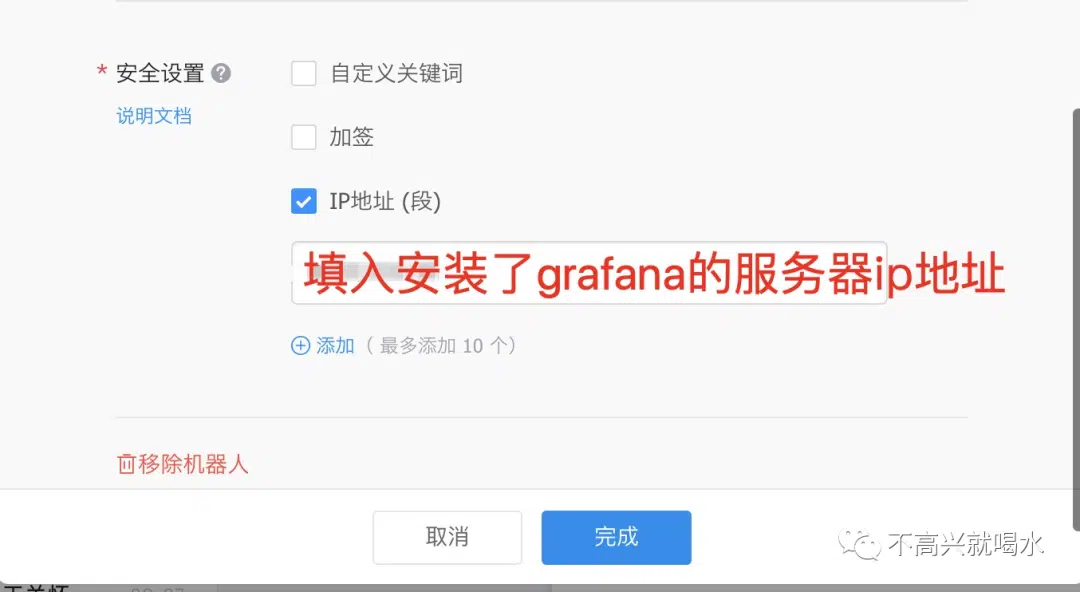 * 安全设置 ?
自定义关键词
说明文档
加签
IP地址 (段)
填入安装了grafana的服务器ip地址
添加（ 最多添加 10 个）
移除机器人
取消
完成
不高兴就喝水